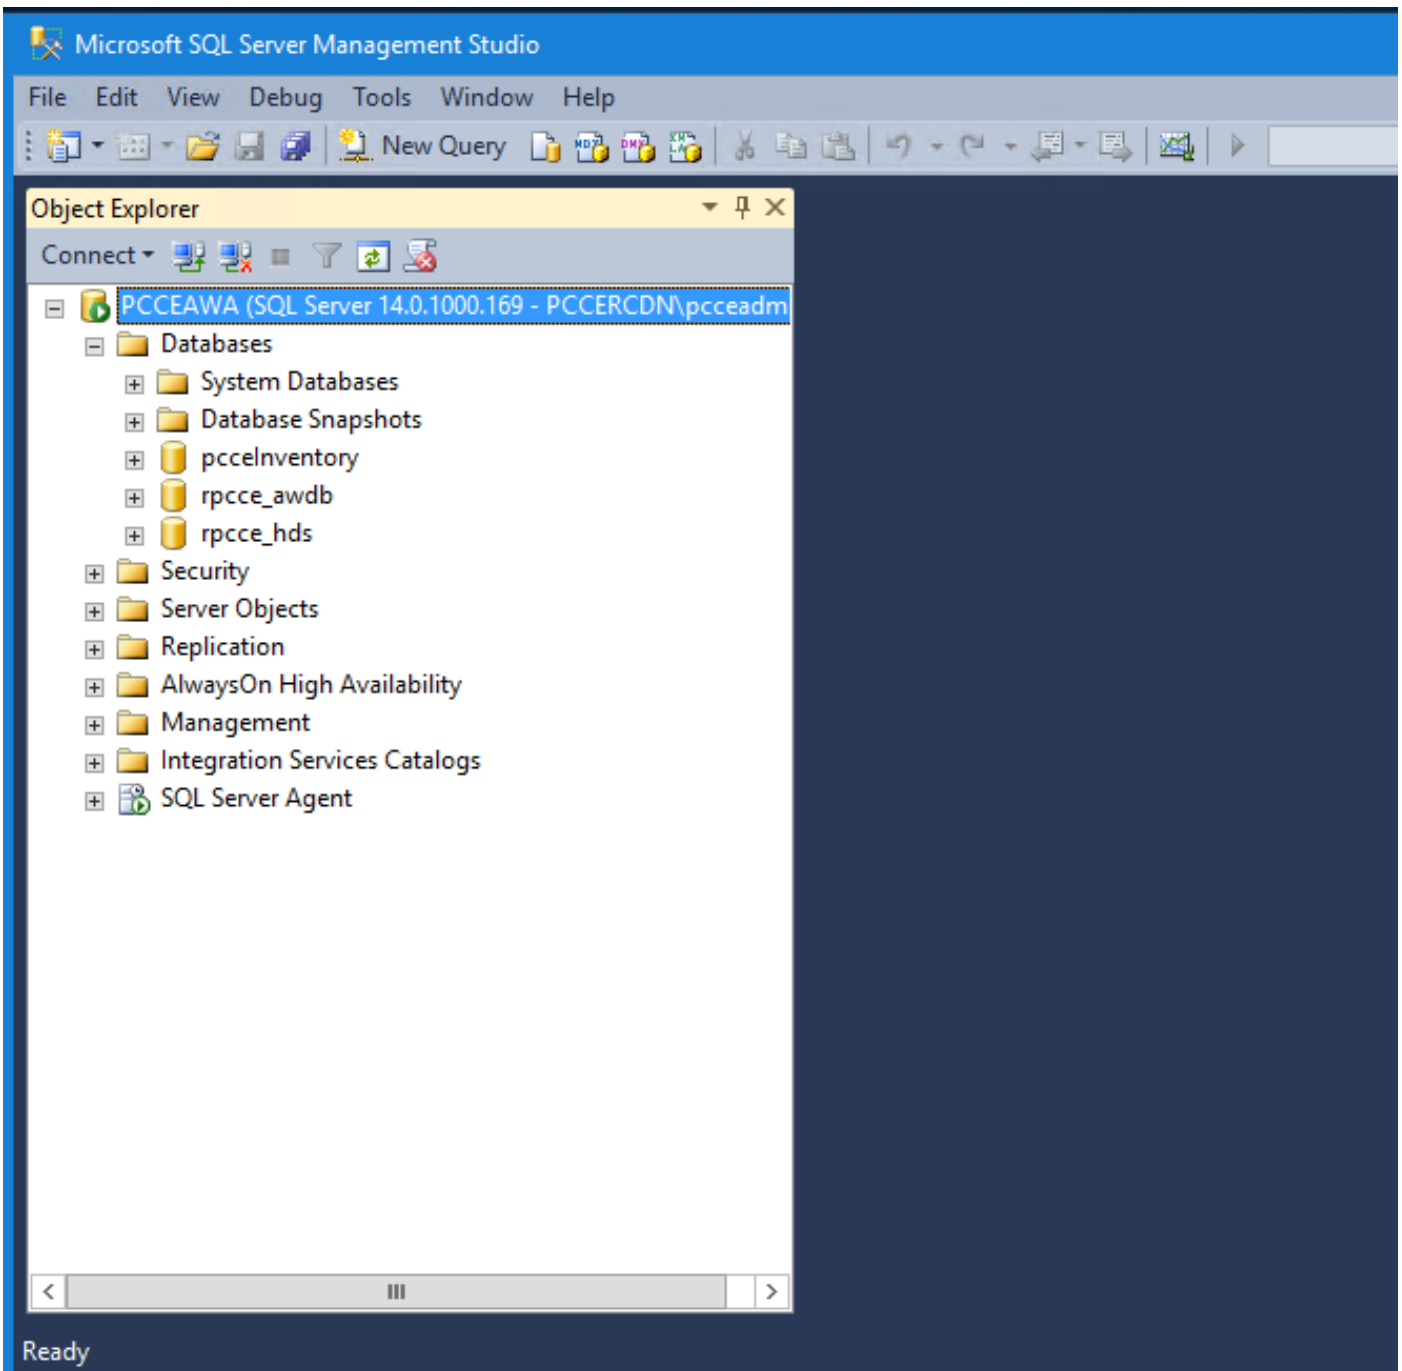 Microsoft SQL Server Management Studio
File Edit View Debug Tools Window Help
New Query
Object Explorer
Connect
PCCEAWA (SQL Server 14.0.1000.169 - PCCERCDN\pcceadm
Databases
System Databases
Database Snapshots
pcceInventory
rpcce_awdb
rpcce_hds
Security
Server Objects
Replication
AlwaysOn High Availability
Management
Integration Services Catalogs
SQL Server Agent
Ready